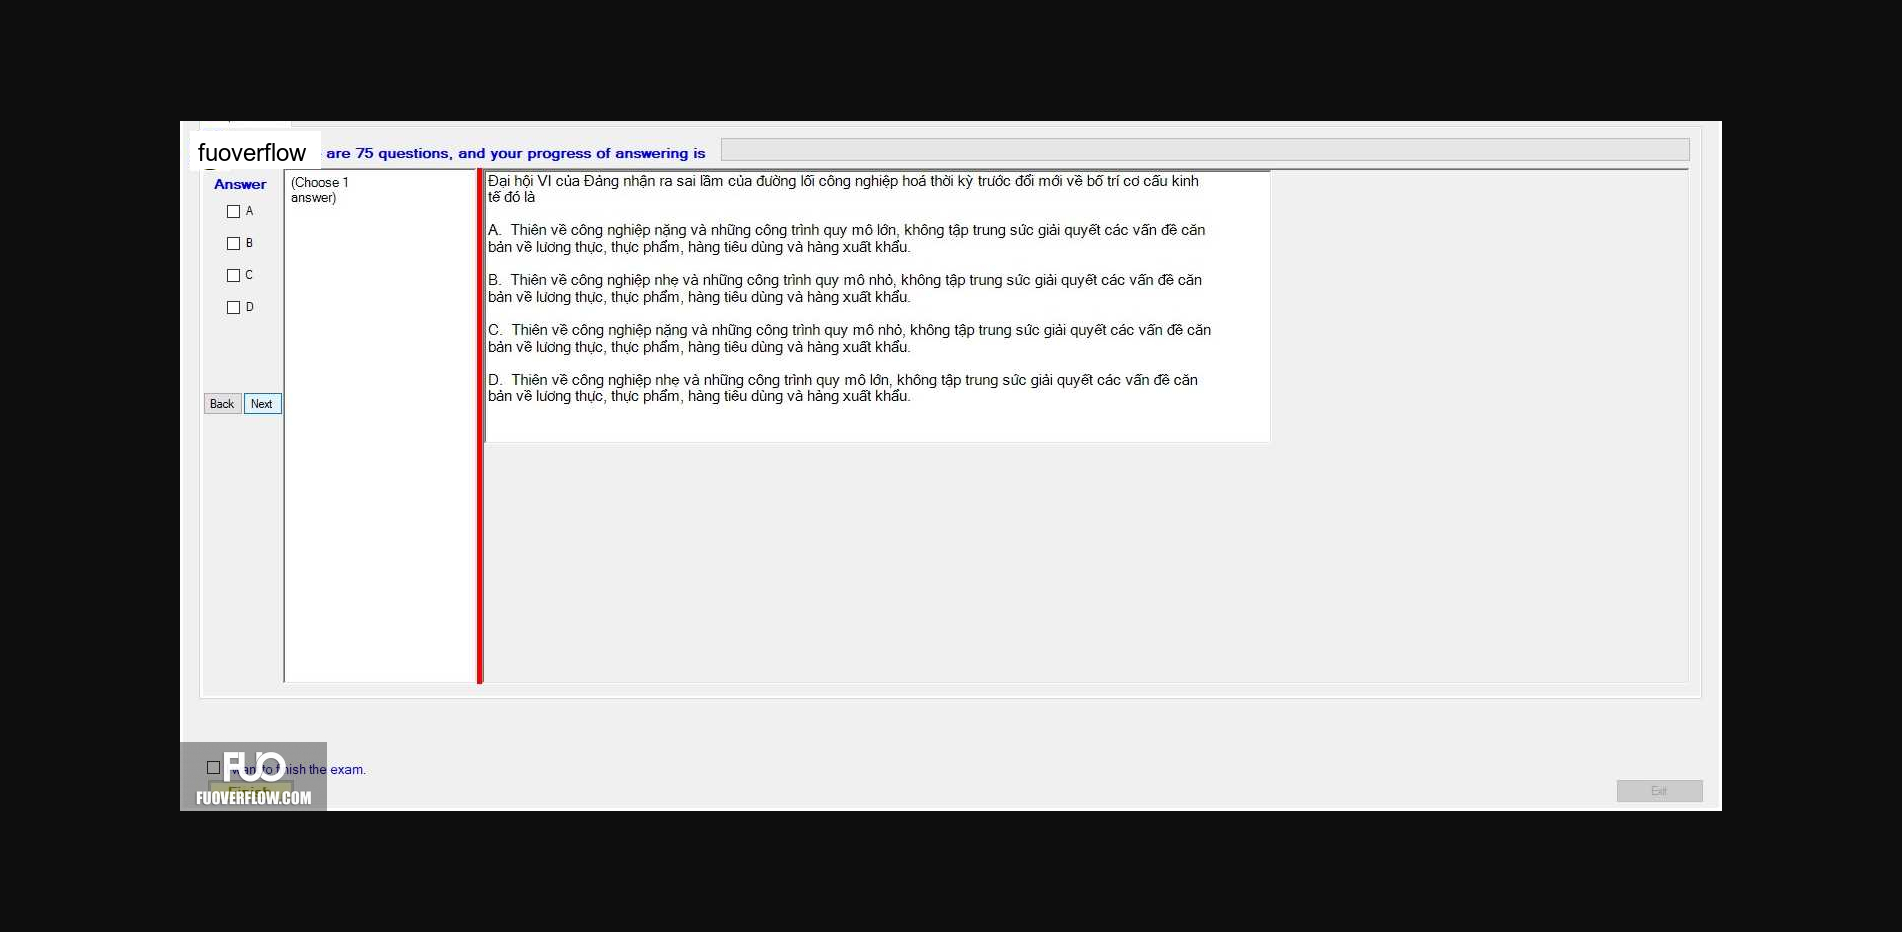 fuoverflow are 75 questions, and your progress of answering is
Answer
(Choose 1
answer)
A
B
C
D
Back Next
Đại hội VI của Đảng nhận ra sai lầm của đường lối công nghiệp hoá thời kỳ trước đổi mới về bố trí cơ cấu kinh
tế đó là
A. Thiên về công nghiệp nặng và những công trình quy mô lớn, không tập trung sức giải quyết các vấn đề căn
bản về lương thực, thực phẩm, hàng tiêu dùng và hàng xuất khẩu.
B. Thiên về công nghiệp nhẹ và những công trình quy mô nhỏ, không tập trung sức giải quyết các vấn đề căn
bản về lương thực, thực phẩm, hàng tiêu dùng và hàng xuất khẩu.
C. Thiên về công nghiệp nặng và những công trình quy mô nhỏ, không tập trung sức giải quyết các vấn đề căn
bản về lương thực, thực phẩm, hàng tiêu dùng và hàng xuất khẩu.
D. Thiên về công nghiệp nhẹ và những công trình quy mô lớn, không tập trung sức giải quyết các vấn đề căn
bản về lương thực, thực phẩm, hàng tiêu dùng và hàng xuất khẩu.
FUO
want to finish the exam.
Finish
FUOVERFLOW.COM
Exit